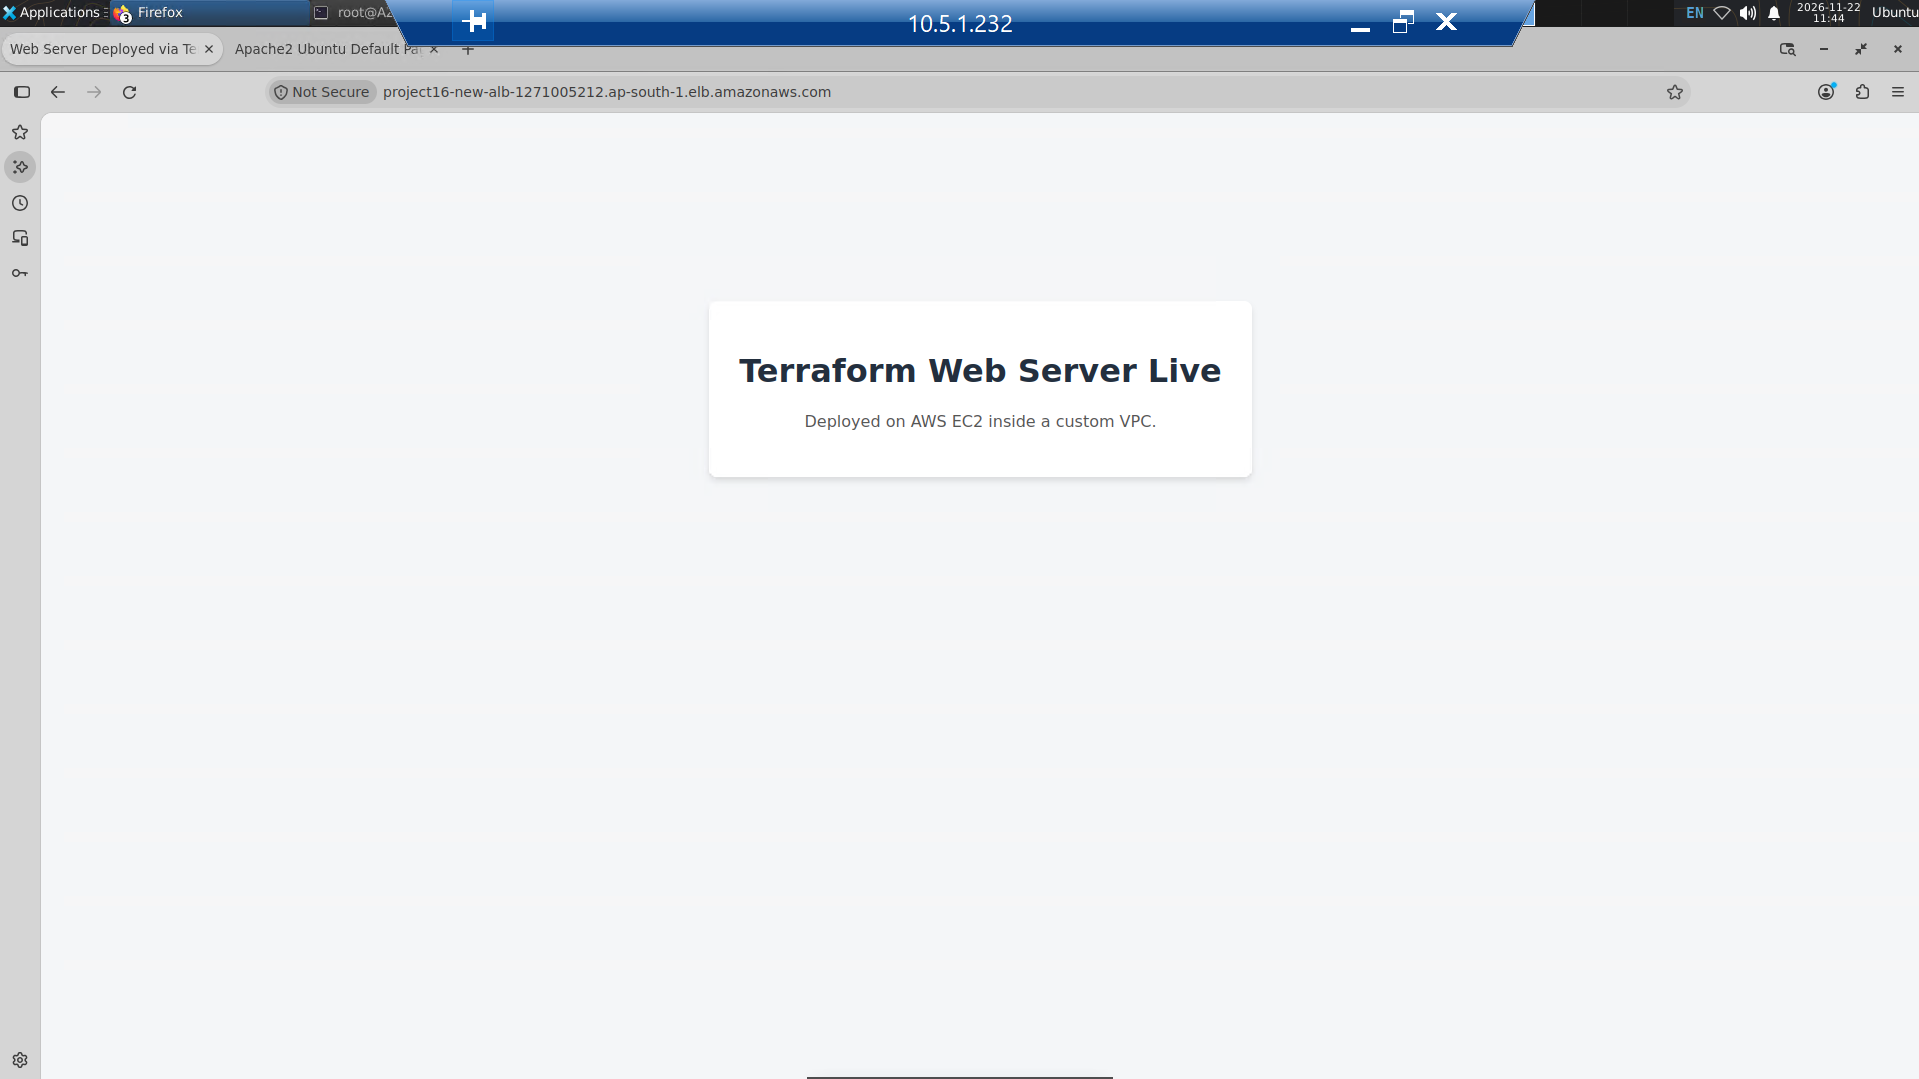 Applications
Firefox
3
root@A
10.5.1.232
EN
2026-11-22
11:44
Ubuntu
Web Server Deployed via Te
Apache2 Ubuntu Default Pa
Not Secure
project16-new-alb-1271005212.ap-south-1.elb.amazonaws.com
Terraform Web Server Live
Deployed on AWS EC2 inside a custom VPC.